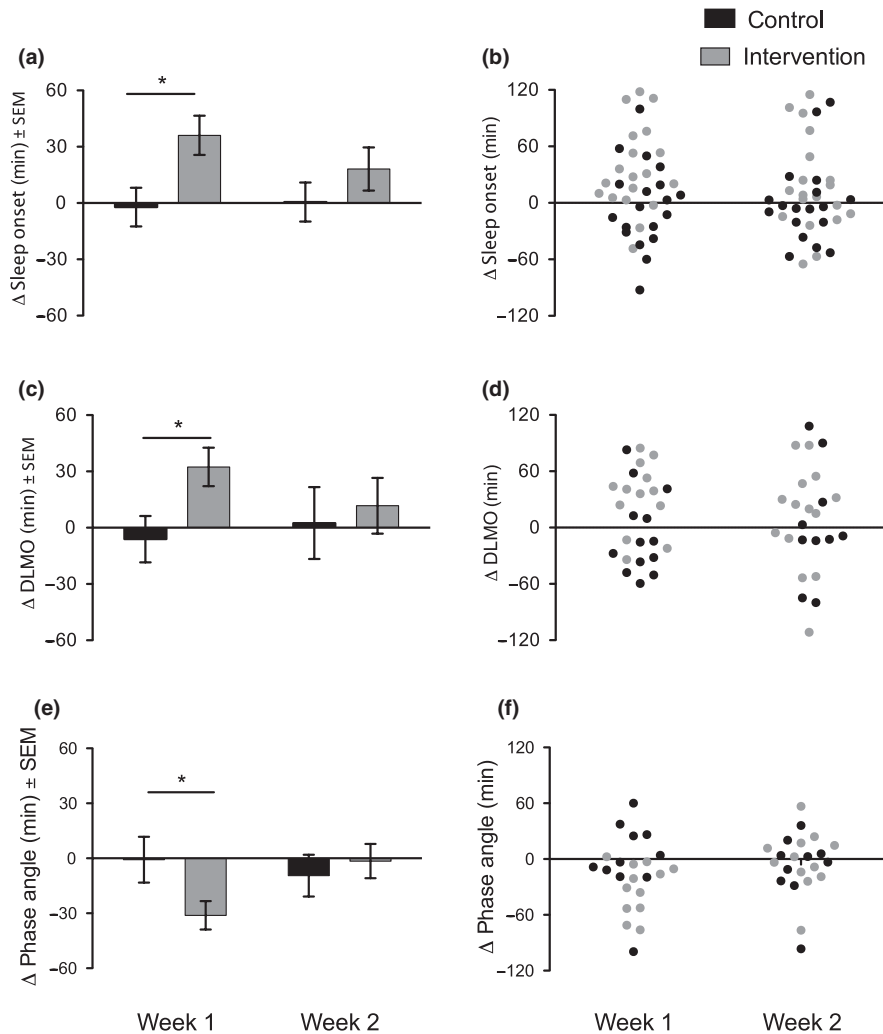 Control
Intervention
(a)
Δ Sleep onset (min) ± SEM
60
30
0
–30
–60
*
(b)
Δ Sleep onset (min)
120
60
0
–60
–120
(c)
Δ DLMO (min) ± SEM
60
30
0
–30
–60
*
(d)
Δ DLMO (min)
120
60
0
–60
–120
(e)
Δ Phase angle (min) ± SEM
60
30
0
–30
–60
*
Week 1
Week 2
(f)
Δ Phase angle (min)
120
60
0
–60
–120
Week 1
Week 2